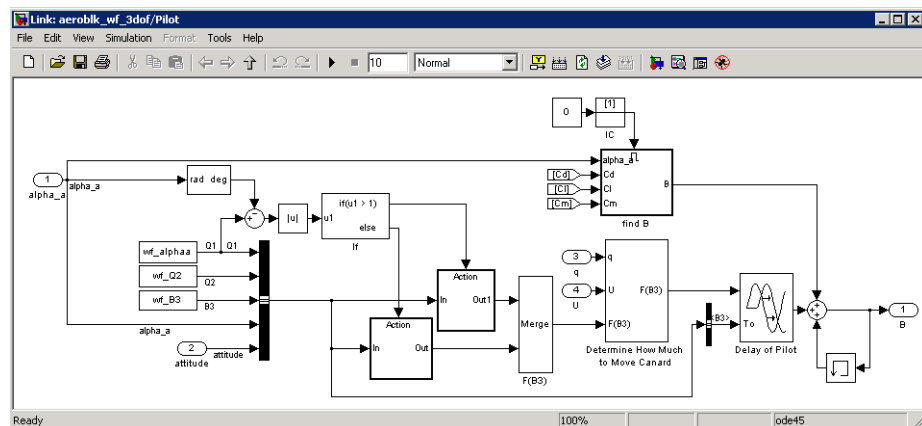 Link: aeroblk_wf_3dof/Pilot
File Edit View Simulation Format Tools Help
10 Normal
0
[1]
IC
1
alpha_a
alpha_a
rad deg
alpha_a
Cd
Cl
Cm
B
[Cd]
[Cl]
[Cm]
find B
+
-
|u|
u1
if(u1 > 1)
else
If
wf_alphaa
Q1
Q1
wf_Q2
Q2
wf_B3
B3
alpha_a
2
attitude
attitude
Action
In
Out1
Action
In
Out
Merge
F(B3)
3
q
4
U
q
U
F(B3)
F(B3)
Determine How Much
to Move Canard
<B3>
To
Delay of Pilot
+
+
+
1
B
Ready 100% ode45